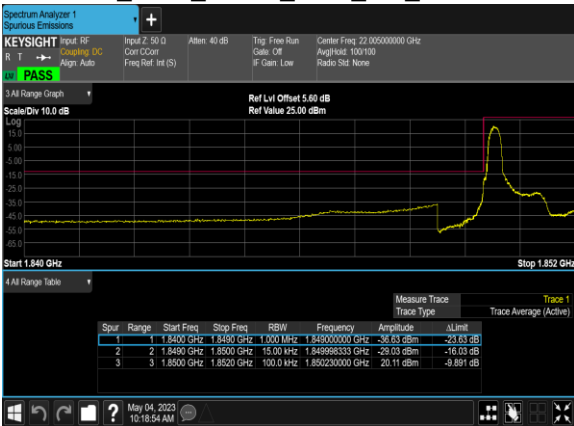 Spectrum Analyzer 1
Spurious Emissions
+
KEYSIGHT Input: RF
R T Coupling: DC
Align: Auto
LXI PASS
Input Z: 50 Ω
Corr CCorr
Freq Ref: Int (S)
Atten: 40 dB
Trig: Free Run
Gate: Off
IF Gain: Low
Center Freq: 22.005000000 GHz
Avg|Hold: 100/100
Radio Std: None
3 All Range Graph
Ref Lvl Offset 5.60 dB
Scale/Div 10.0 dB Ref Value 25.00 dBm
Log
15.0
5.00
-5.00
-15.0
-25.0
-35.0
-45.0
-55.0
-65.0
Start 1.840 GHz Stop 1.852 GHz
4 All Range Table
Measure Trace Trace 1
Trace Type Trace Average (Active)
Spur Range Start Freq Stop Freq RBW Frequency Amplitude ΔLimit
1 1 1.8400 GHz 1.8490 GHz 1.000 MHz 1.849000000 GHz -36.63 dBm -23.63 dB
2 2 1.8490 GHz 1.8500 GHz 15.00 kHz 1.849998333 GHz -29.03 dBm -16.03 dB
3 3 1.8500 GHz 1.8520 GHz 100.0 kHz 1.850230000 GHz 20.11 dBm -9.891 dB
? May 04, 2023
10:18:54 AM